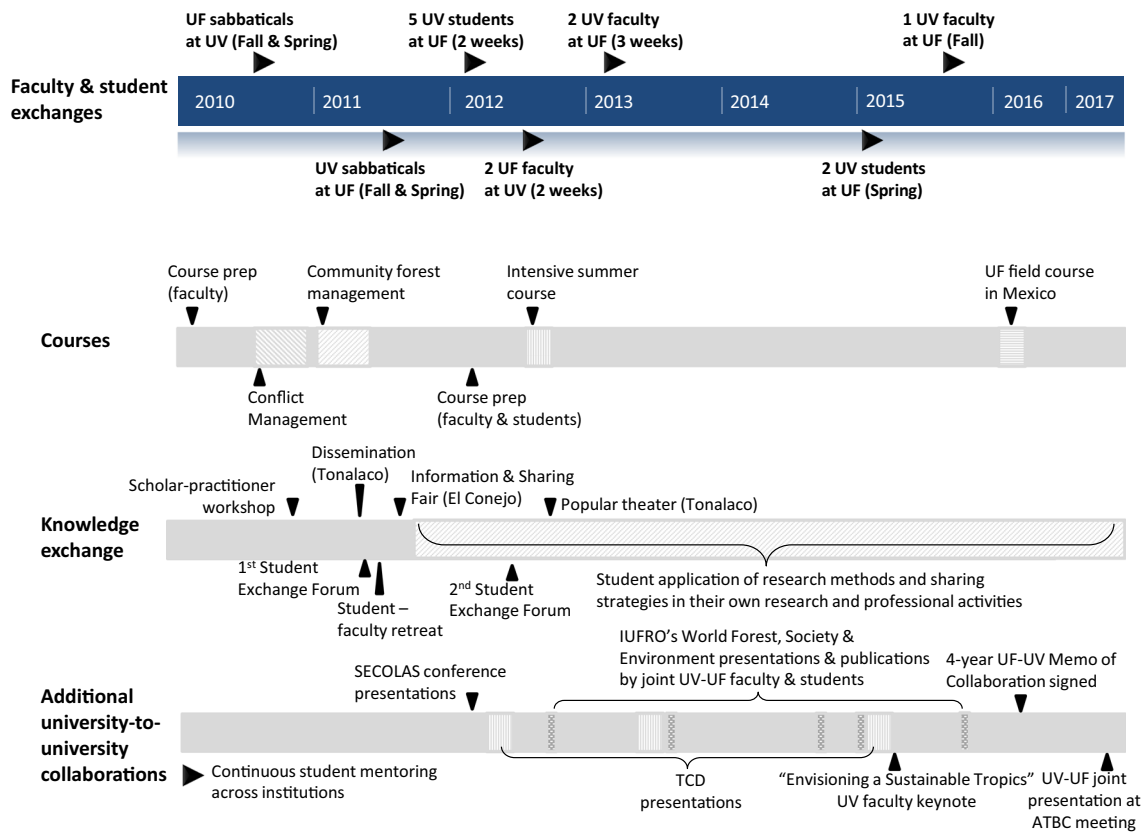 UF sabbaticals
at UV (Fall & Spring)
5 UV students
at UF (2 weeks)
2 UV faculty
at UF (3 weeks)
1 UV faculty
at UF (Fall)
Faculty & student
exchanges
2010
2011
2012
2013
2014
2015
2016
2017
UV sabbaticals
at UF (Fall & Spring)
2 UF faculty
at UV (2 weeks)
2 UV students
at UF (Spring)
Course prep
(faculty)
Community forest
management
Intensive summer
course
UF field course
in Mexico
Courses
Conflict
Management
Course prep
(faculty & students)
Dissemination
(Tonalaco)
Scholar-practitioner
workshop
Information & Sharing
Fair (El Conejo)
Popular theater (Tonalaco)
Knowledge
exchange
1st Student
Exchange Forum
Student –
faculty retreat
2nd Student
Exchange Forum
Student application of research methods and sharing
strategies in their own research and professional activities
IUFRO's World Forest, Society &
Environment presentations & publications
by joint UV-UF faculty & students
SECOLAS conference
presentations
4-year UF-UV Memo of
Collaboration signed
Additional
university-to-
university
collaborations
Continuous student mentoring
across institutions
TCD
presentations
“Envisioning a Sustainable Tropics”
UV faculty keynote
UV-UF joint
presentation at
ATBC meeting